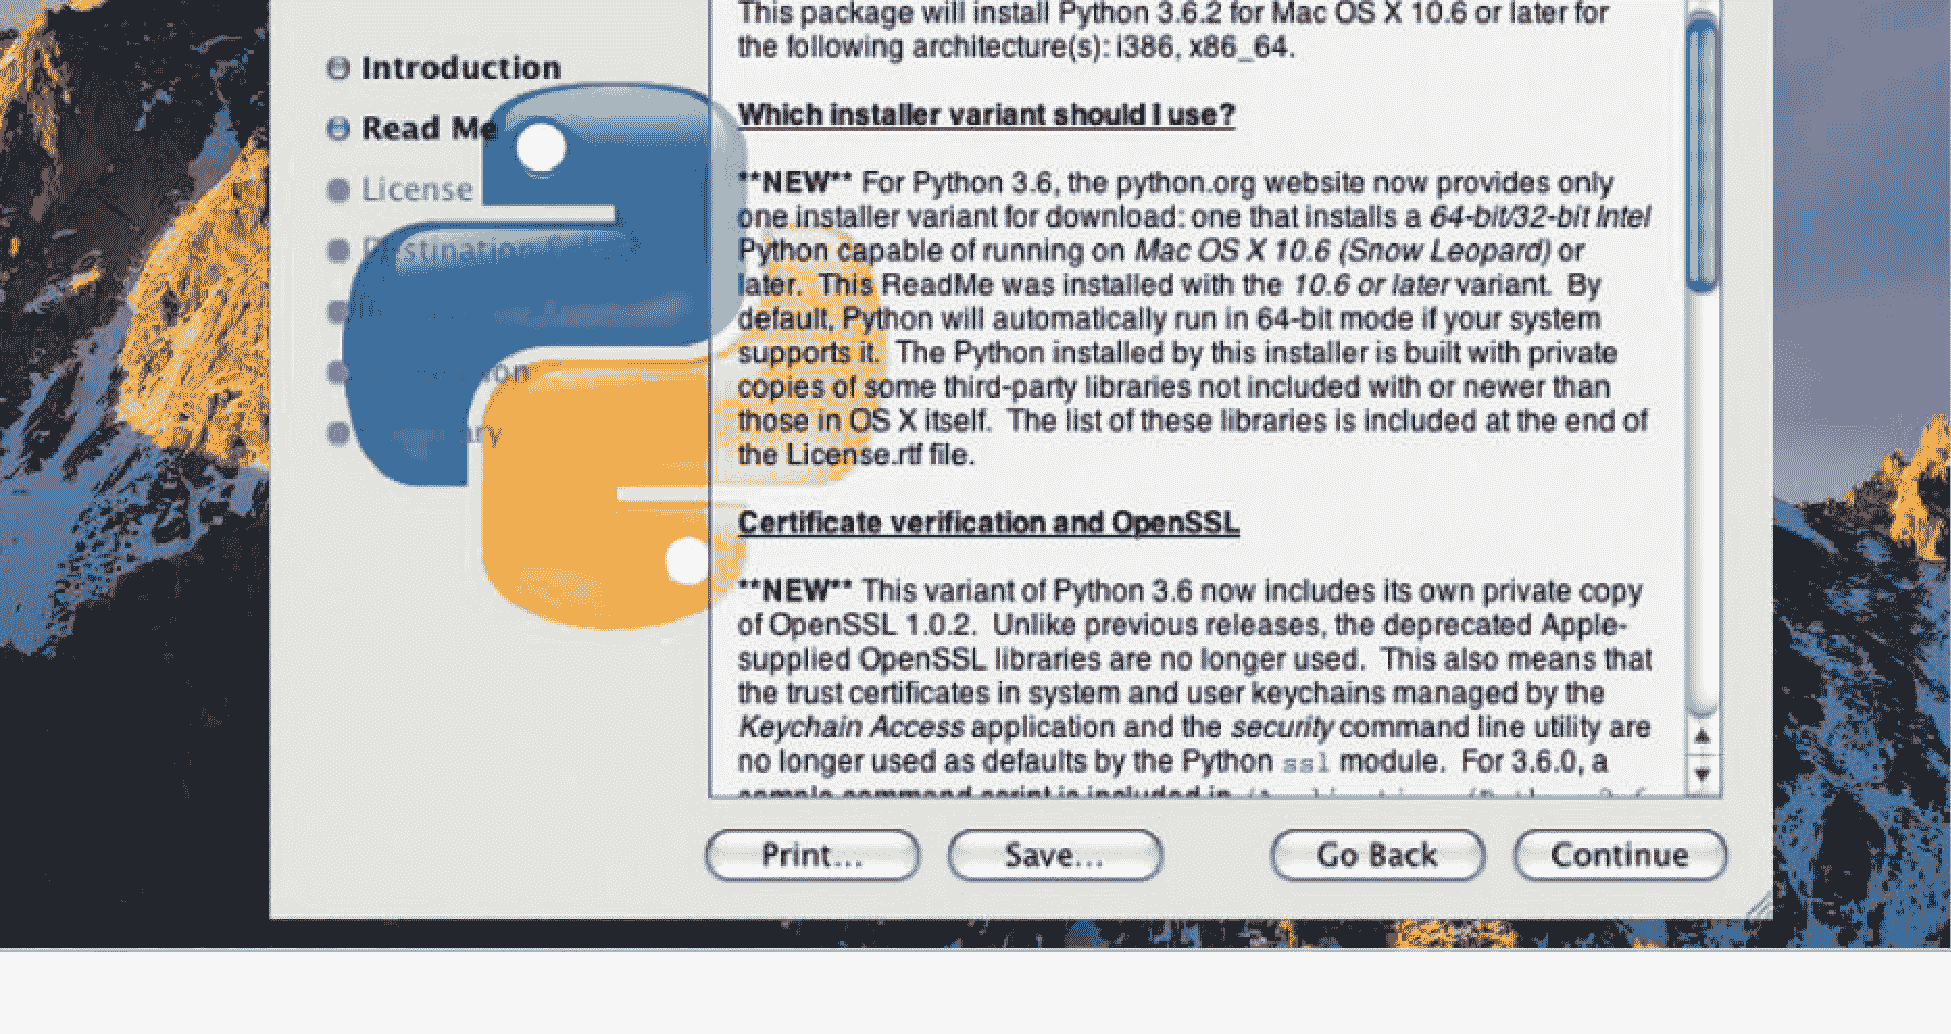 This package will install Python 3.6.2 for Mac OS X 10.6 or later for
the following architecture(s): i386, x86_64.
Introduction
Read Me
License
Which installer variant should I use?
**NEW** For Python 3.6, the python.org website now provides only
one installer variant for download: one that installs a 64-bit/32-bit Intel
Python capable of running on Mac OS X 10.6 (Snow Leopard) or
later.  This ReadMe was installed with the 10.6 or later variant.  By
default, Python will automatically run in 64-bit mode if your system
supports it.  The Python installed by this installer is built with private
copies of some third-party libraries not included with or newer than
those in OS X itself.  The list of these libraries is included at the end of
the License.rtf file.
Certificate verification and OpenSSL
**NEW** This variant of Python 3.6 now includes its own private copy
of OpenSSL 1.0.2.  Unlike previous releases, the deprecated Apple-
supplied OpenSSL libraries are no longer used.  This also means that
the trust certificates in system and user keychains managed by the
Keychain Access application and the security command line utility are
no longer used as defaults by the Python ssl module.  For 3.6.0, a
sample command script is included in
Print...
Save...
Go Back
Continue